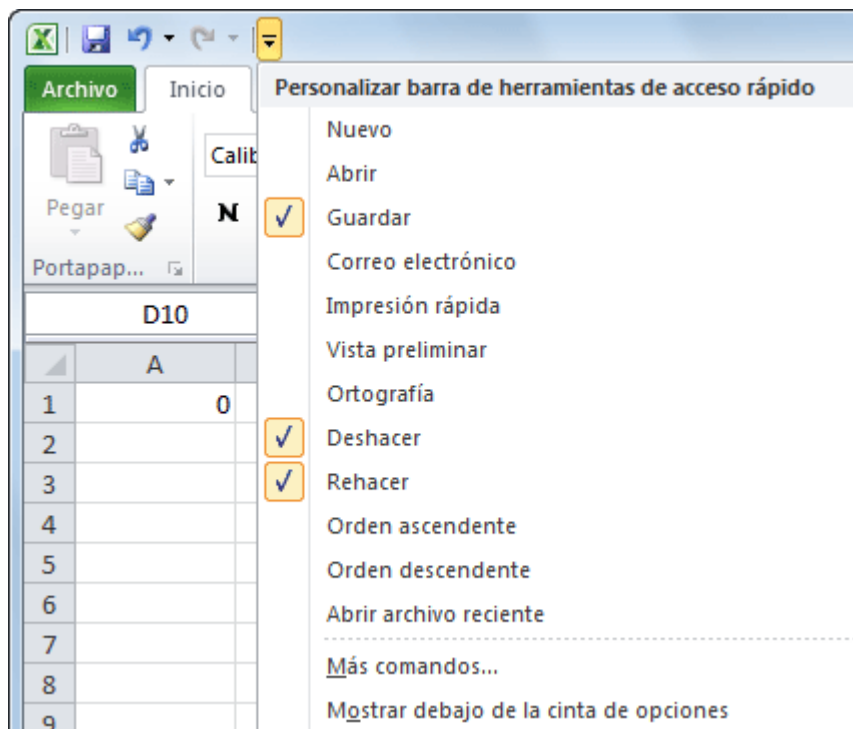 Archivo Inicio
Personalizar barra de herramientas de acceso rápido
Calib
Pegar
N
Portapap...
D10
A
1 0
2
3
4
5
6
7
8
9
Nuevo
Abrir
Guardar
Correo electrónico
Impresión rápida
Vista preliminar
Ortografía
Deshacer
Rehacer
Orden ascendente
Orden descendente
Abrir archivo reciente
Más comandos...
Mostrar debajo de la cinta de opciones